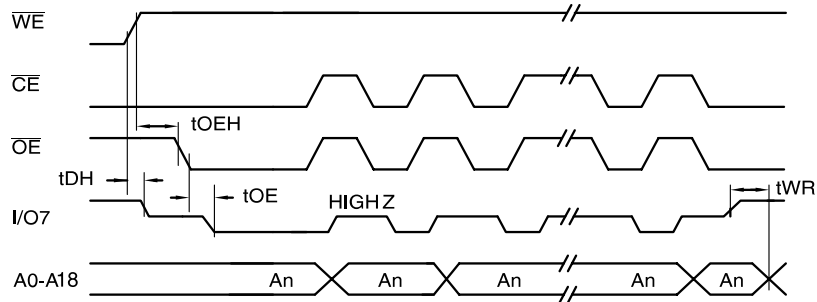 WE
CE
tOEH
OE
tDH
tOE
HIGH Z
tWR
I/O7
A0-A18
An An An An An